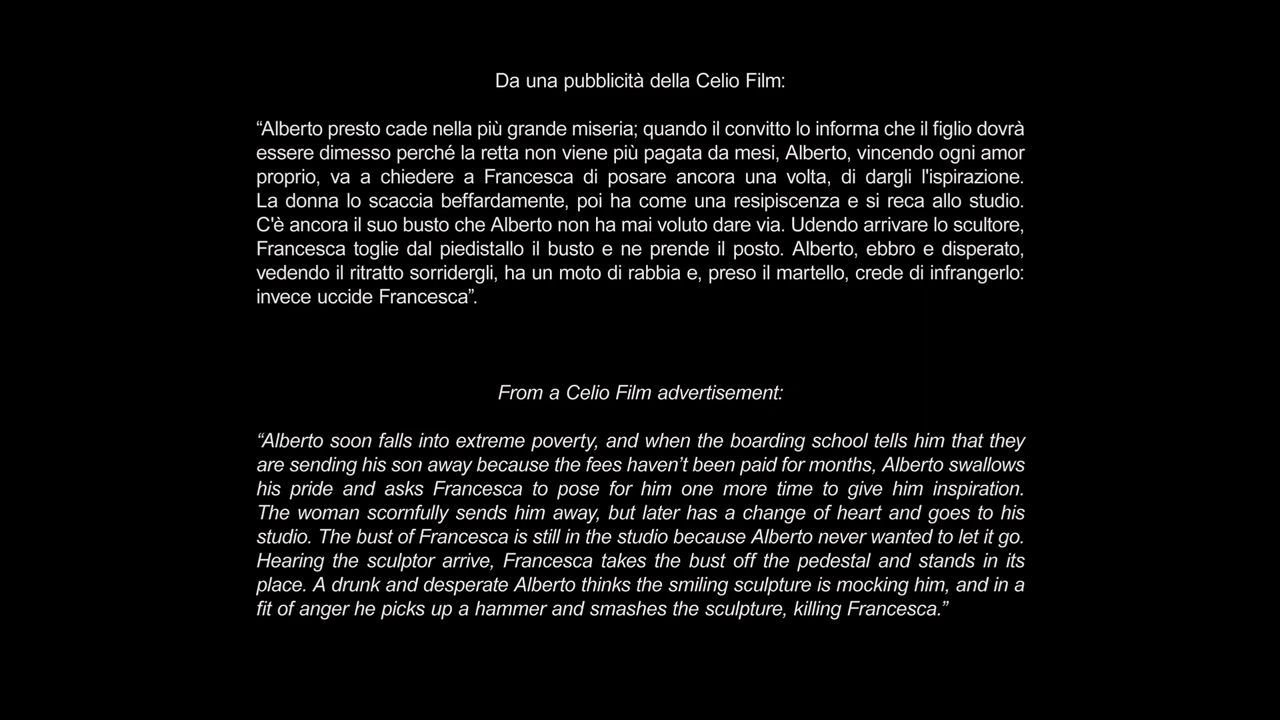 Da una pubblicità della Celio Film:
“Alberto presto cade nella più grande miseria; quando il convitto lo informa che il figlio dovrà
essere dimesso perché la retta non viene più pagata da mesi, Alberto, vincendo ogni amor
proprio, va a chiedere a Francesca di posare ancora una volta, di dargli l'ispirazione.
La donna lo scaccia beffardamente, poi ha come una resipiscenza e si reca allo studio.
C'è ancora il suo busto che Alberto non ha mai voluto dare via. Udendo arrivare lo scultore,
Francesca toglie dal piedistallo il busto e ne prende il posto. Alberto, ebbro e disperato,
vedendo il ritratto sorridergli, ha un moto di rabbia e, preso il martello, crede di infrangerlo:
invece uccide Francesca”.
From a Celio Film advertisement:
“Alberto soon falls into extreme poverty, and when the boarding school tells him that they
are sending his son away because the fees haven’t been paid for months, Alberto swallows
his pride and asks Francesca to pose for him one more time to give him inspiration.
The woman scornfully sends him away, but later has a change of heart and goes to his
studio. The bust of Francesca is still in the studio because Alberto never wanted to let it go.
Hearing the sculptor arrive, Francesca takes the bust off the pedestal and stands in its
place. A drunk and desperate Alberto thinks the smiling sculpture is mocking him, and in a
fit of anger he picks up a hammer and smashes the sculpture, killing Francesca.”